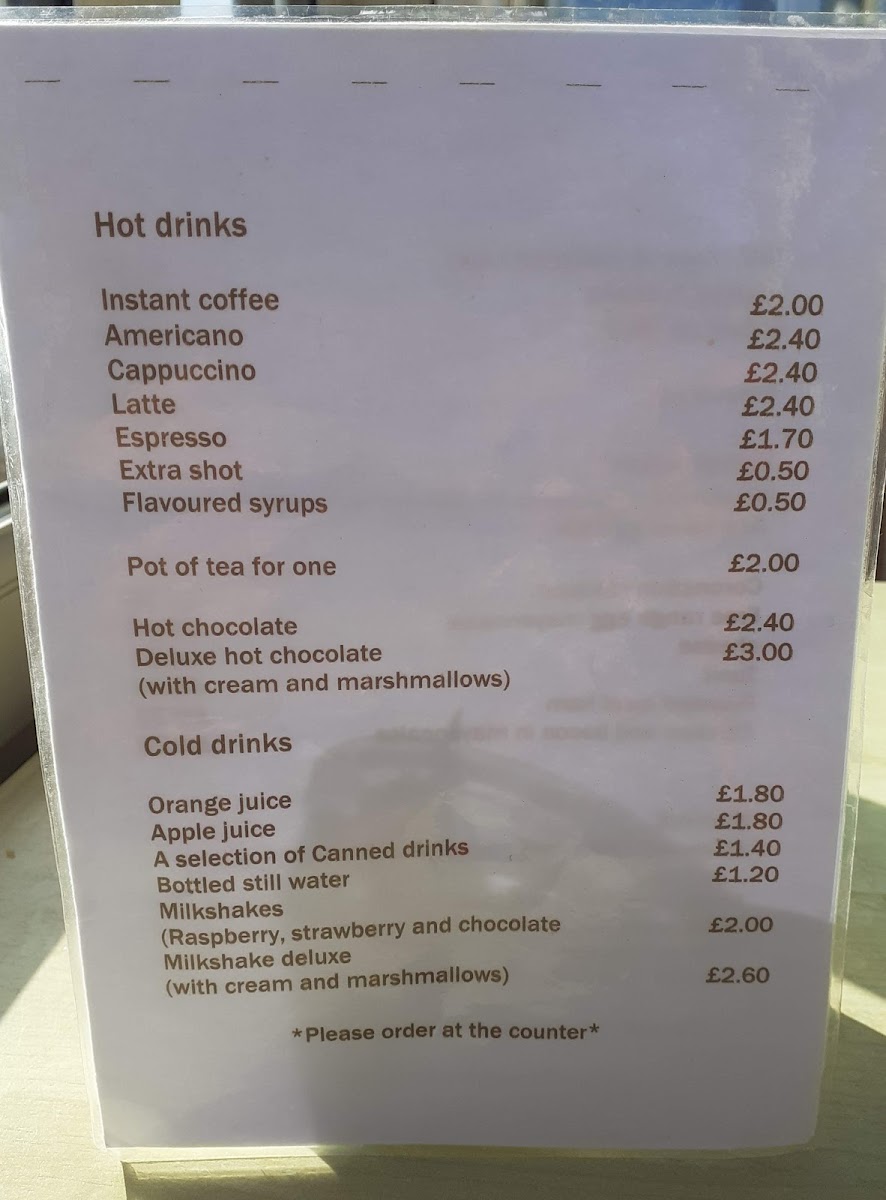 Hot drinks
Instant coffee £2.00
Americano £2.40
Cappuccino £2.40
Latte £2.40
Espresso £1.70
Extra shot £0.50
Flavoured syrups £0.50
Pot of tea for one £2.00
Hot chocolate £2.40
Deluxe hot chocolate £3.00
(with cream and marshmallows)
Cold drinks
Orange juice £1.80
Apple juice £1.80
A selection of Canned drinks £1.40
Bottled still water £1.20
Milkshakes
(Raspberry, strawberry and chocolate £2.00
Milkshake deluxe
(with cream and marshmallows) £2.60
*Please order at the counter*